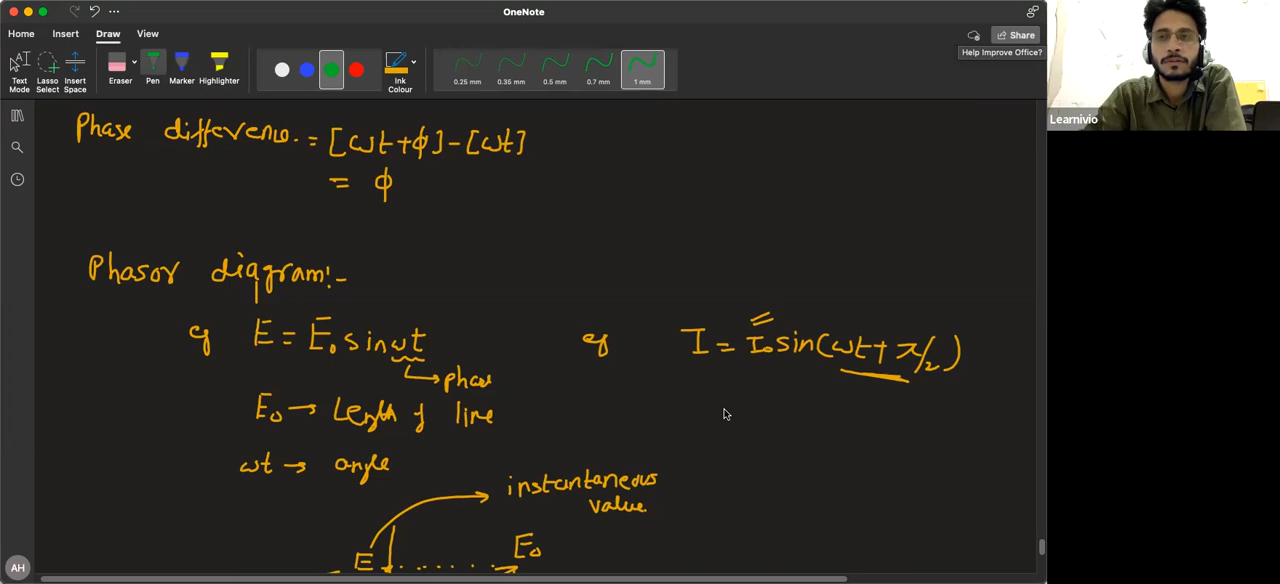 OneNote
Home Insert Draw View
Share
Help Improve Office?
Text Mode
Lasso Select
Insert Space
Eraser
Pen
Marker
Highlighter
Ink Colour
0.25 mm 0.35 mm 0.5 mm 0.7 mm 1 mm
Learnivio
Phase difference. = [ωt+ϕ]-[ωt]
= ϕ
Phasor diagram:-
eg E = E₀ sinωt
eg I = I₀ sin(ωt+ π/2)
phase
E₀ → Length of line
ωt → angle
instantaneous
value.
E₀
E
AH